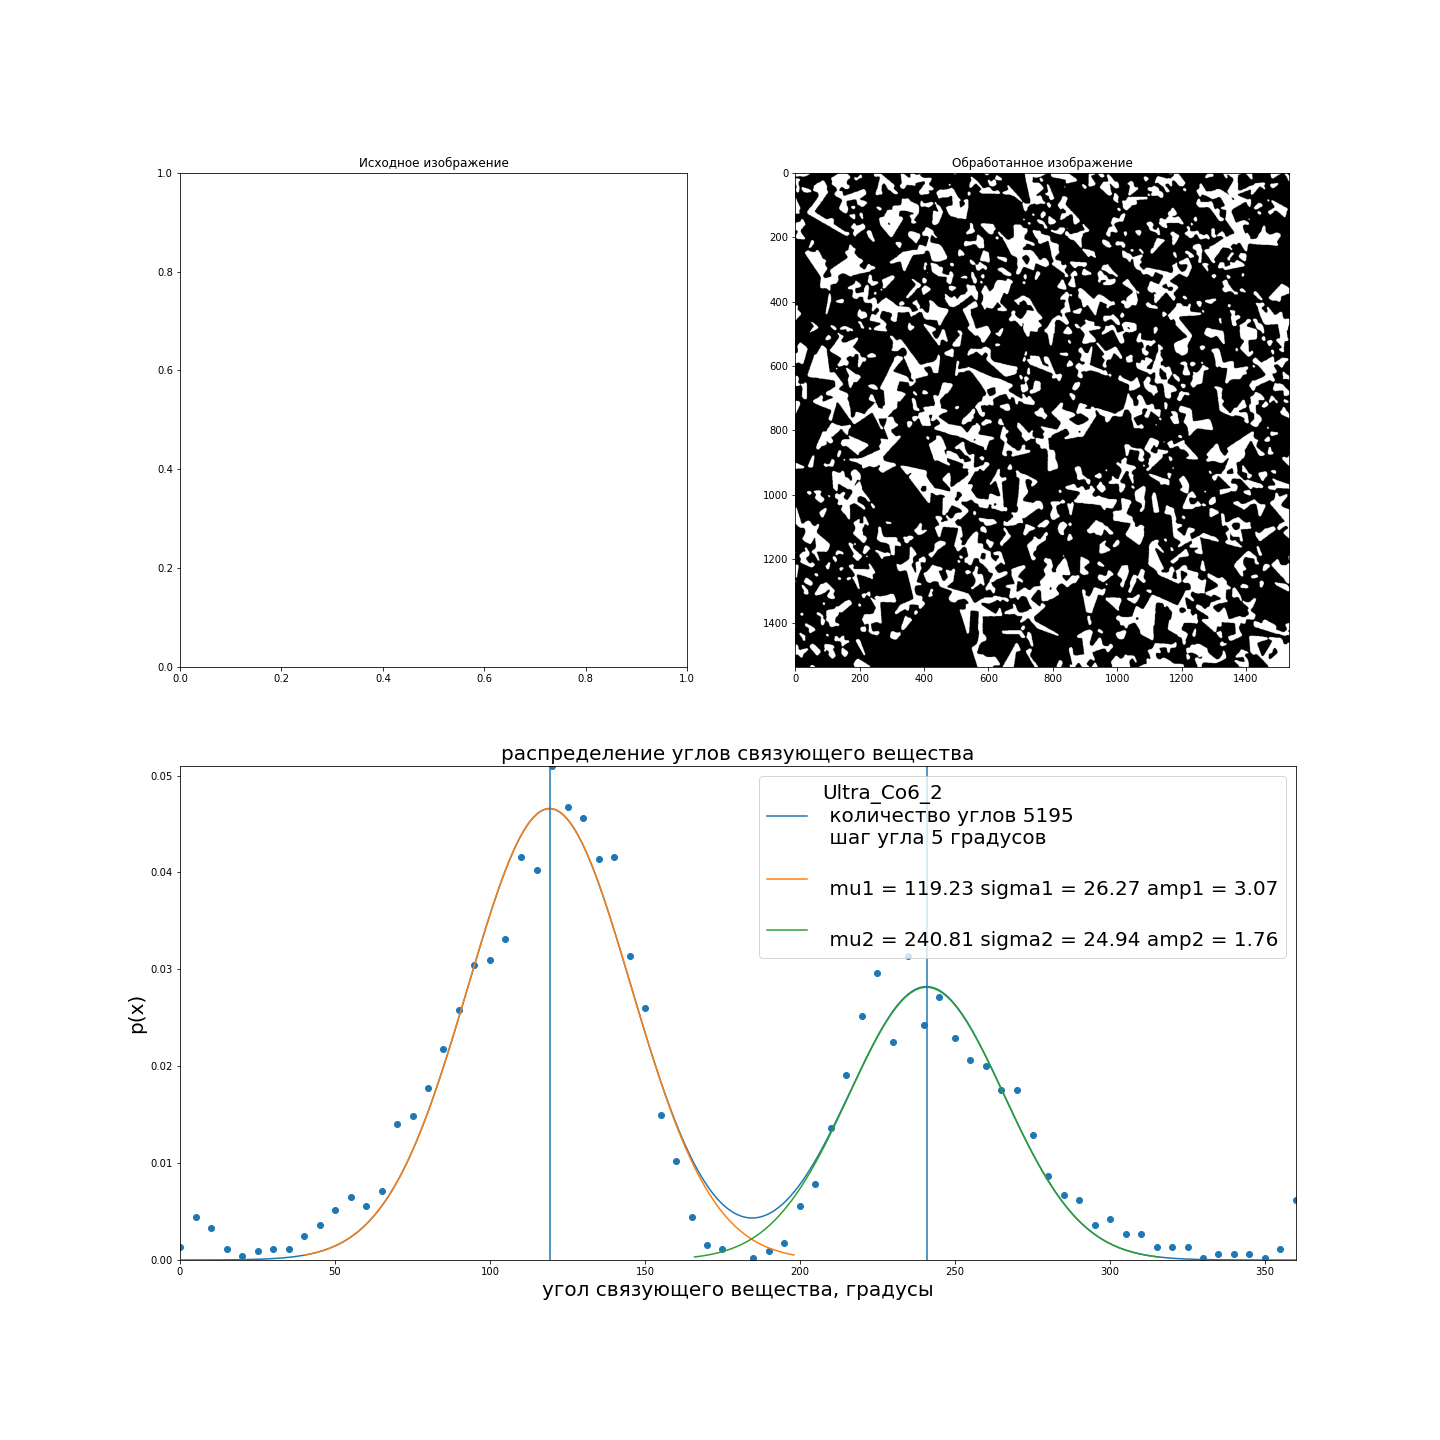 Исходное изображение
1.0
0.8
0.6
0.4
0.2
0.0
0.0 0.2 0.4 0.6 0.8 1.0
Обработанное изображение
0
200
400
600
800
1000
1200
1400
0 200 400 600 800 1000 1200 1400
распределение углов связующего вещества
p(x)
0.05
0.04
0.03
0.02
0.01
0.00
0 50 100 150 200 250 300 350
угол связующего вещества, градусы
Ultra_Co6_2
количество углов 5195
шаг угла 5 градусов
mu1 = 119.23 sigma1 = 26.27 amp1 = 3.07
mu2 = 240.81 sigma2 = 24.94 amp2 = 1.76